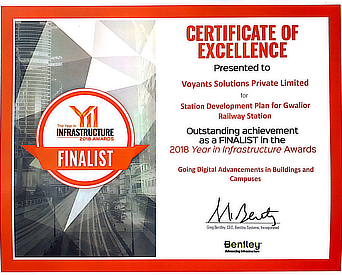 The Year in
INFRASTRUCTURE
2018 AWARDS
FINALIST
CERTIFICATE OF
EXCELLENCE
Presented to
Voyants Solutions Private Limited
for
Station Development Plan for Gwalior
Railway Station
Outstanding achievement
as a FINALIST in the
2018 Year in Infrastructure Awards
Going Digital Advancements in Buildings and
Campuses
Greg Bentley, CEO, Bentley Systems, Incorporated
Bentley
Advancing Infrastructure